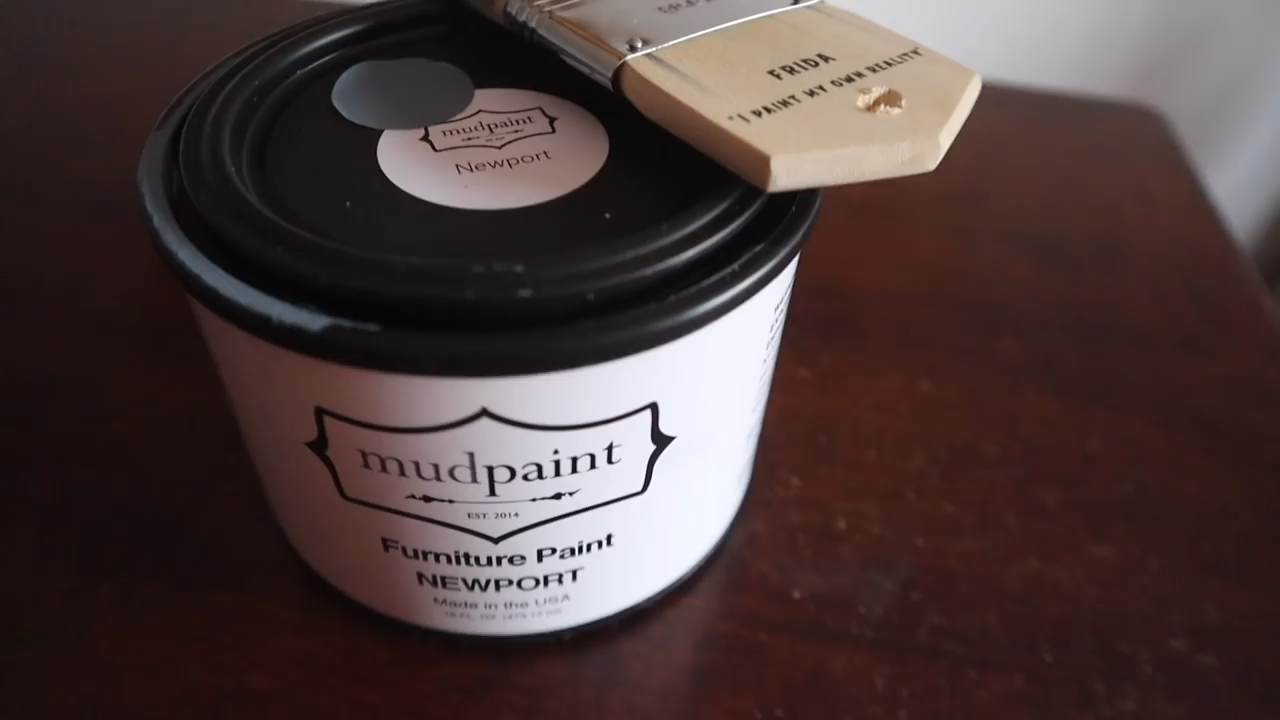 FRIDA
"I PAINT MY OWN REALITY"
mudpaint
Newport
mudpaint
EST. 2014
Furniture Paint
NEWPORT
Made in the USA